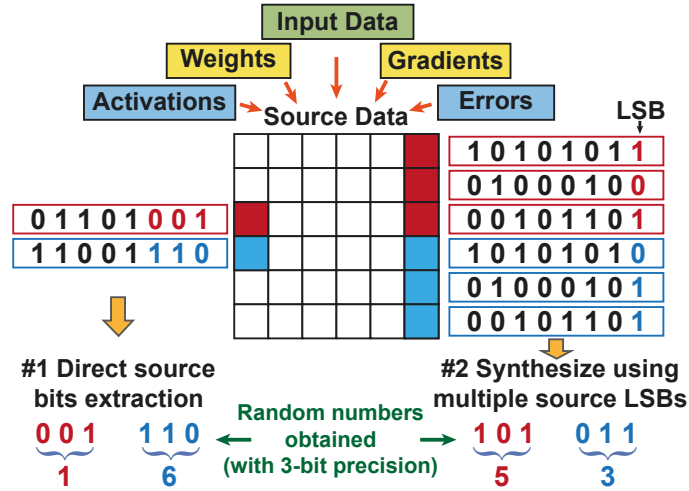 Input Data
Weights
Gradients
Activations
Errors
Source Data
LSB
1 0 1 0 1 0 1 1
0 1 0 0 0 1 0 0
0 0 1 0 1 1 0 1
1 0 1 0 1 0 1 0
0 1 0 0 0 1 0 1
0 0 1 0 1 1 0 1
0 1 1 0 1 0 0 1
1 1 0 0 1 1 1 0
#1 Direct source
bits extraction
0 0 1
1 1 0
1
6
Random numbers
obtained
(with 3-bit precision)
#2 Synthesize using
multiple source LSBs
1 0 1
0 1 1
5
3